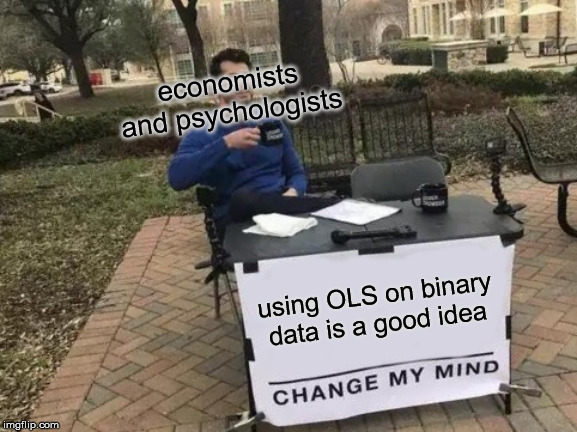 economists
and psychologists
using OLS on binary
data is a good idea
CHANGE MY MIND
imgflip.com